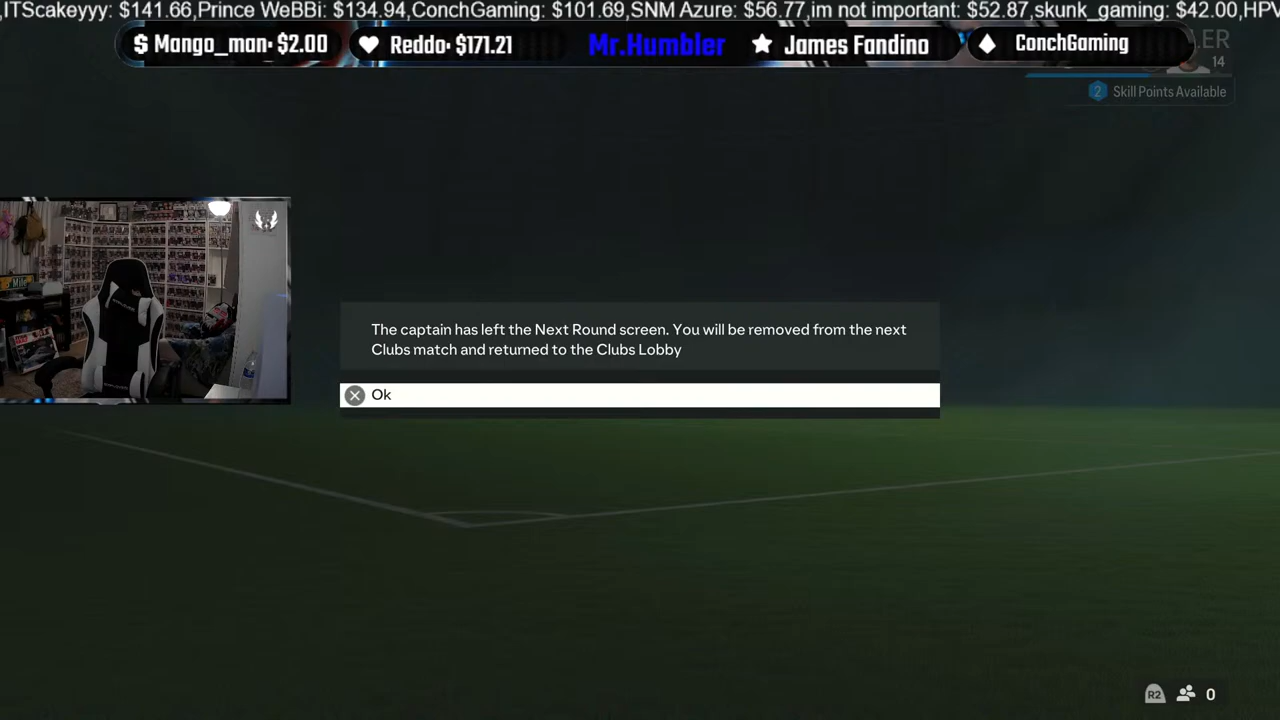 ,ITScakeyyy: $141.66,Prince WeBBi: $134.94,ConchGaming: $101.69,SNM Azure: $56.77,im not important: $52.87,skunk_gaming: $42.00,HPV
$ Mango_man: $2.00 Reddo: $171.21 Mr.Humbler James Fandino ConchGaming
LER
14
2 Skill Points Available
The captain has left the Next Round screen. You will be removed from the next
Clubs match and returned to the Clubs Lobby
Ok
R2 0